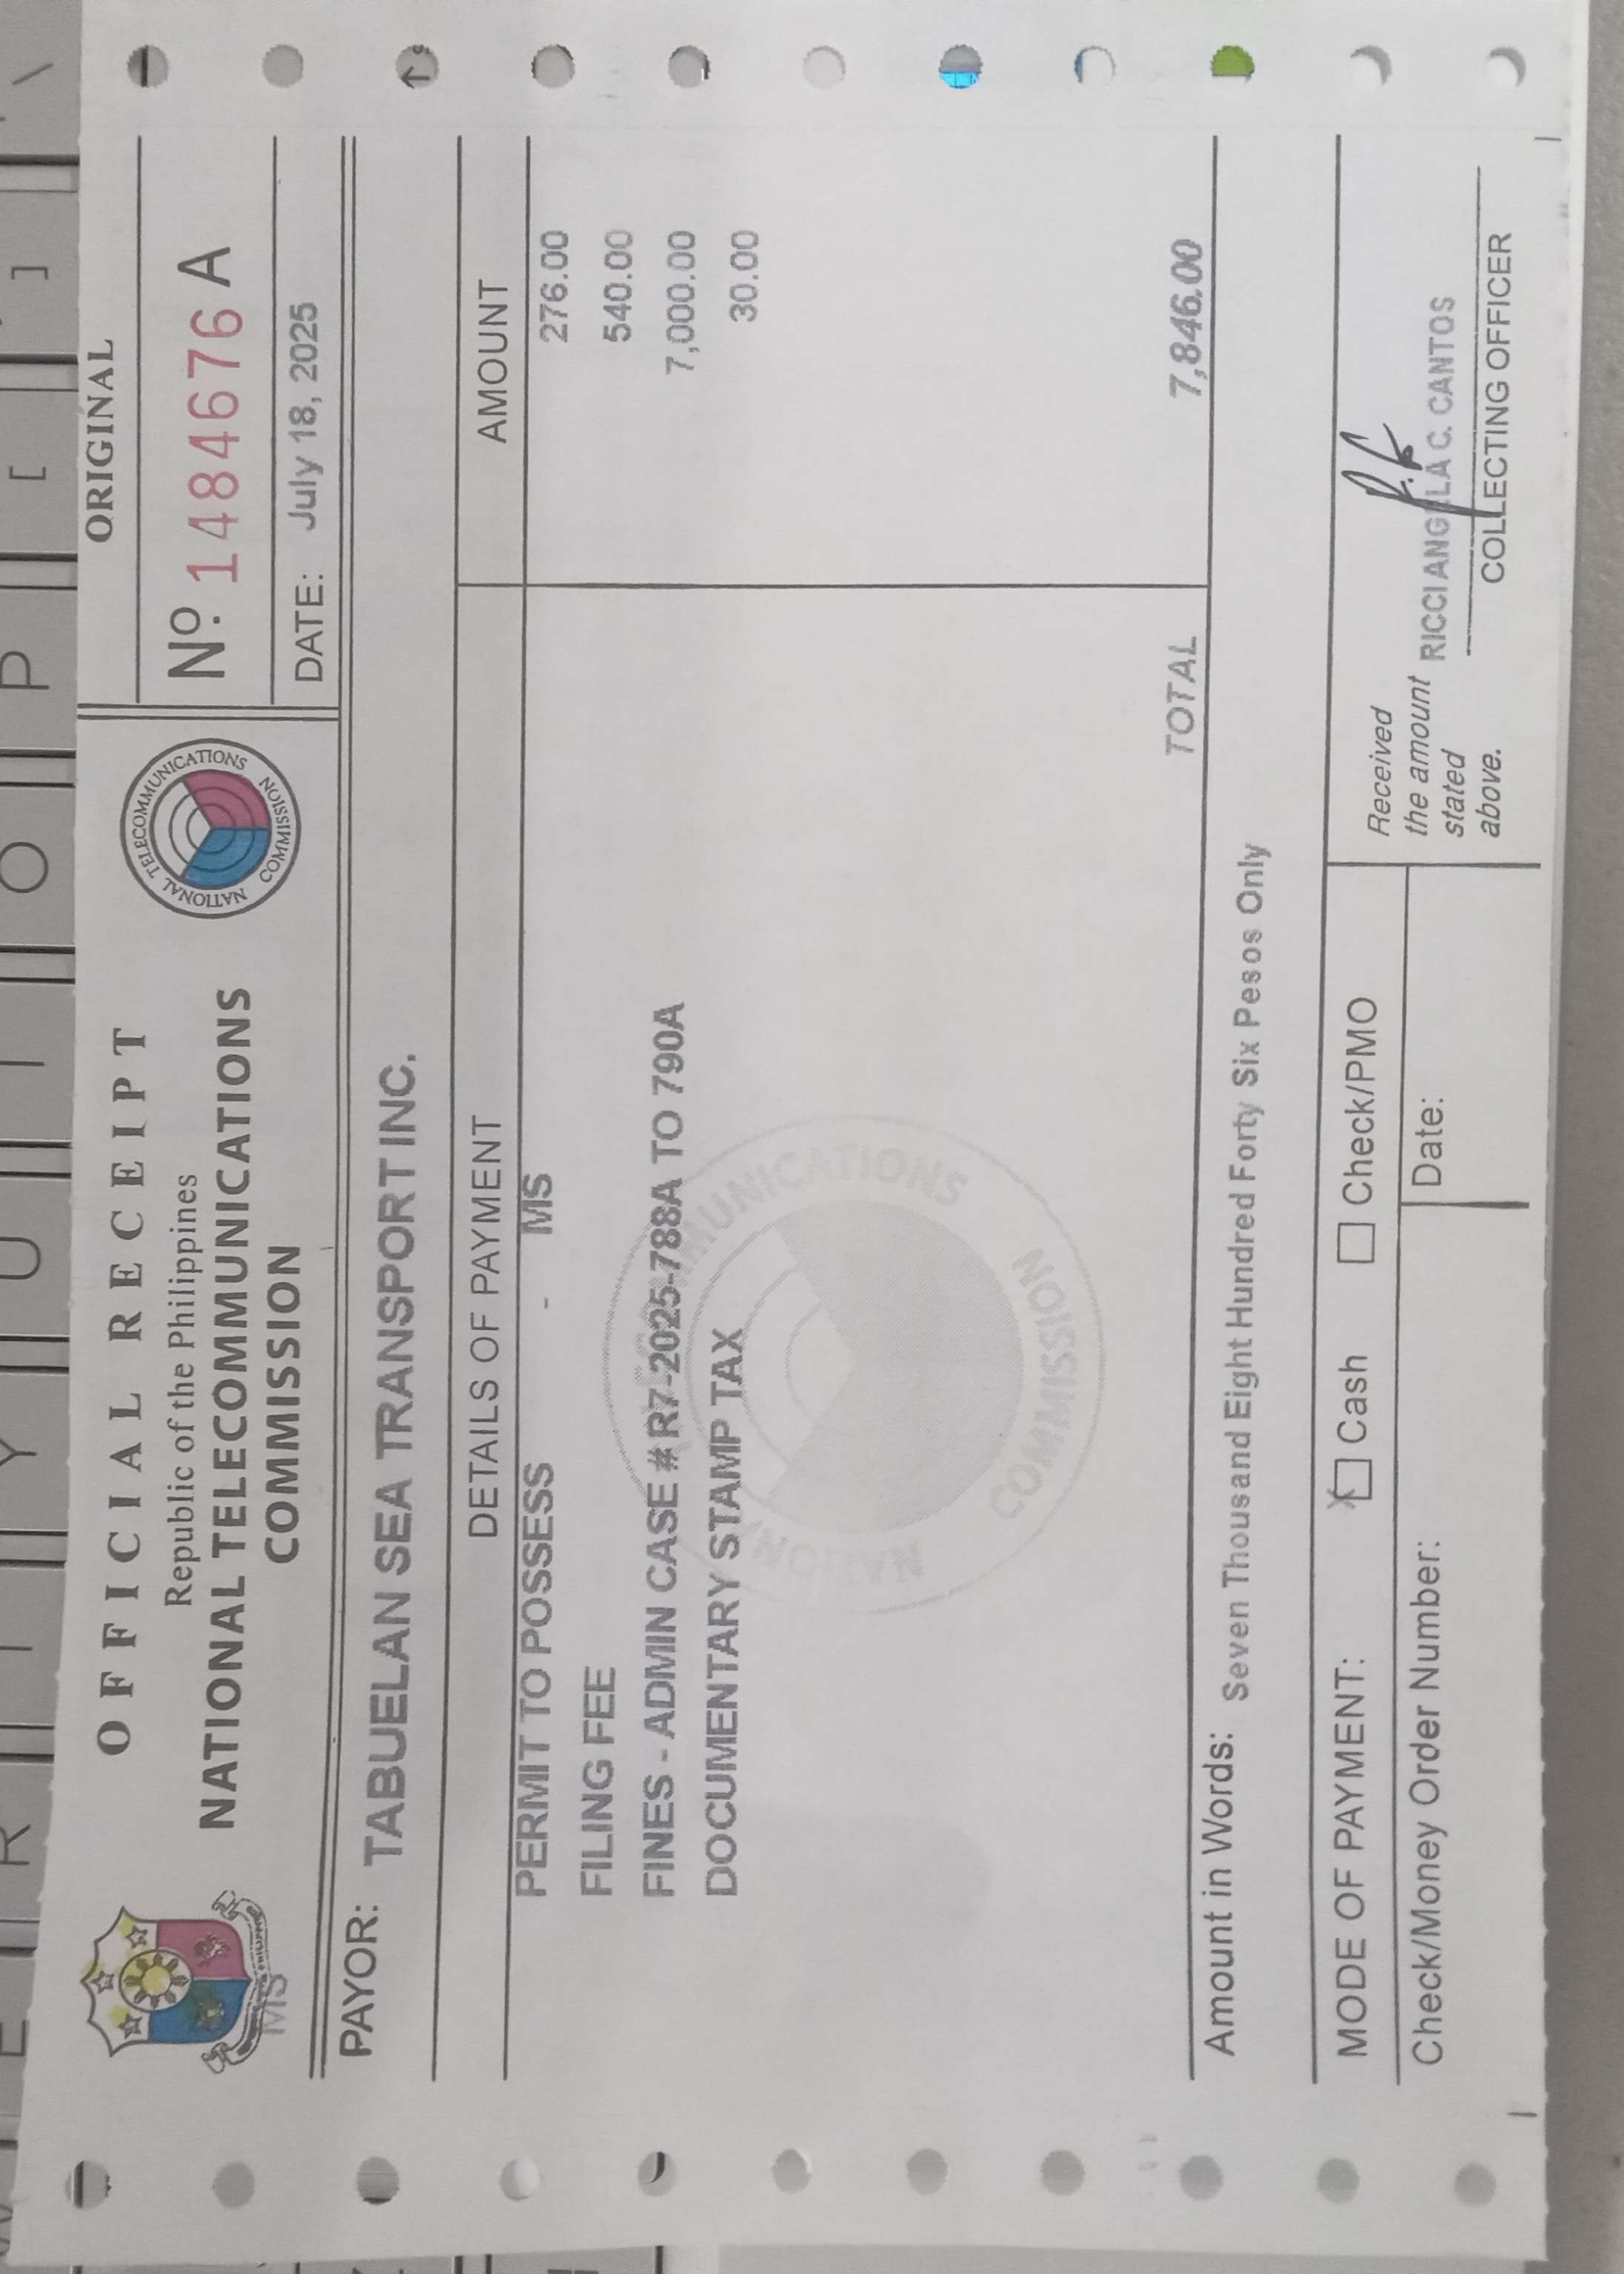 OFFICIAL RECEIPT
Republic of the Philippines
NATIONAL TELECOMMUNICATIONS
COMMISSION
MS
NATIONAL TELECOMMUNICATIONS COMMISSION
ORIGINAL
Nº. 1484676 A
DATE: July 18, 2025
PAYOR: TABUELAN SEA TRANSPORT INC.
DETAILS OF PAYMENT AMOUNT
PERMIT TO POSSESS - MS 276.00
FILING FEE 540.00
FINES - ADMIN CASE # R7-2025-788A TO 790A 7,000.00
DOCUMENTARY STAMP TAX 30.00
NATIONAL COMMUNICATIONS COMMISSION
TOTAL 7,846.00
Amount in Words: Seven Thousand Eight Hundred Forty Six Pesos Only
MODE OF PAYMENT: X Cash Check/PMO
Check/Money Order Number: Date:
Received
the amount
stated
above.
RICCI ANGELA C. CANTOS
COLLECTING OFFICER
R T Y U I O P [ ] \
E